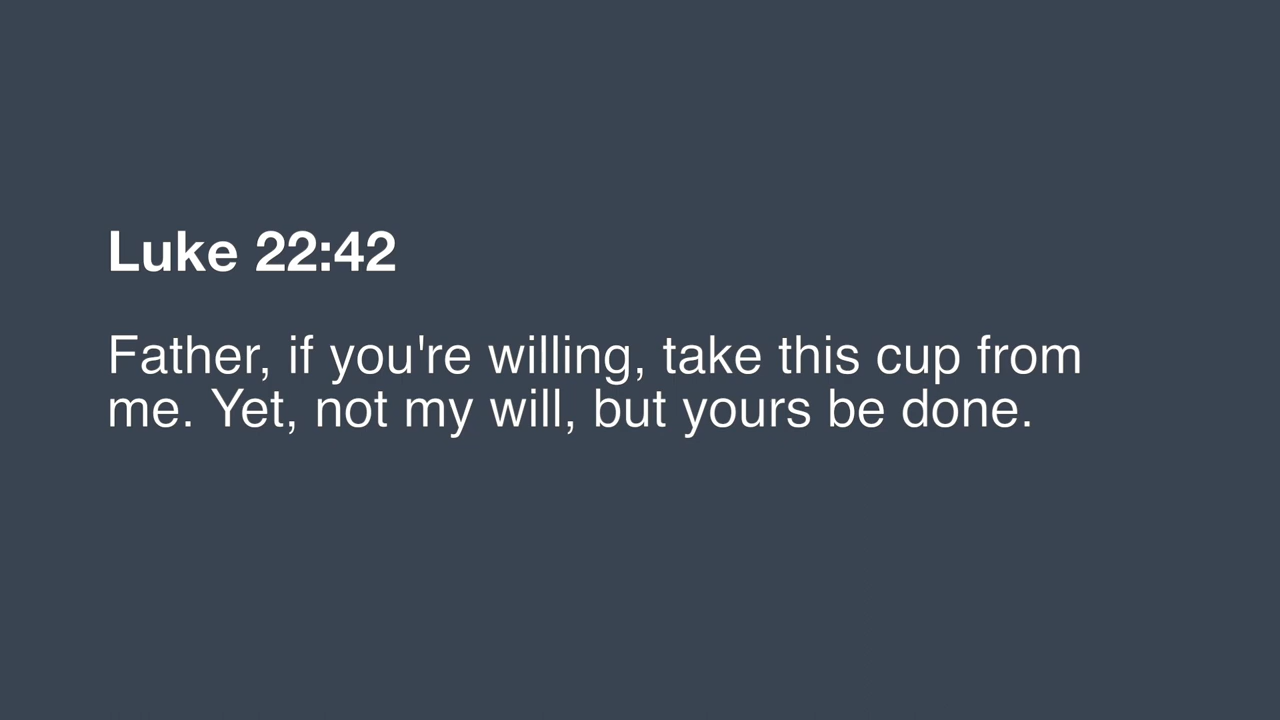 Luke 22:42
Father, if you're willing, take this cup from
me. Yet, not my will, but yours be done.